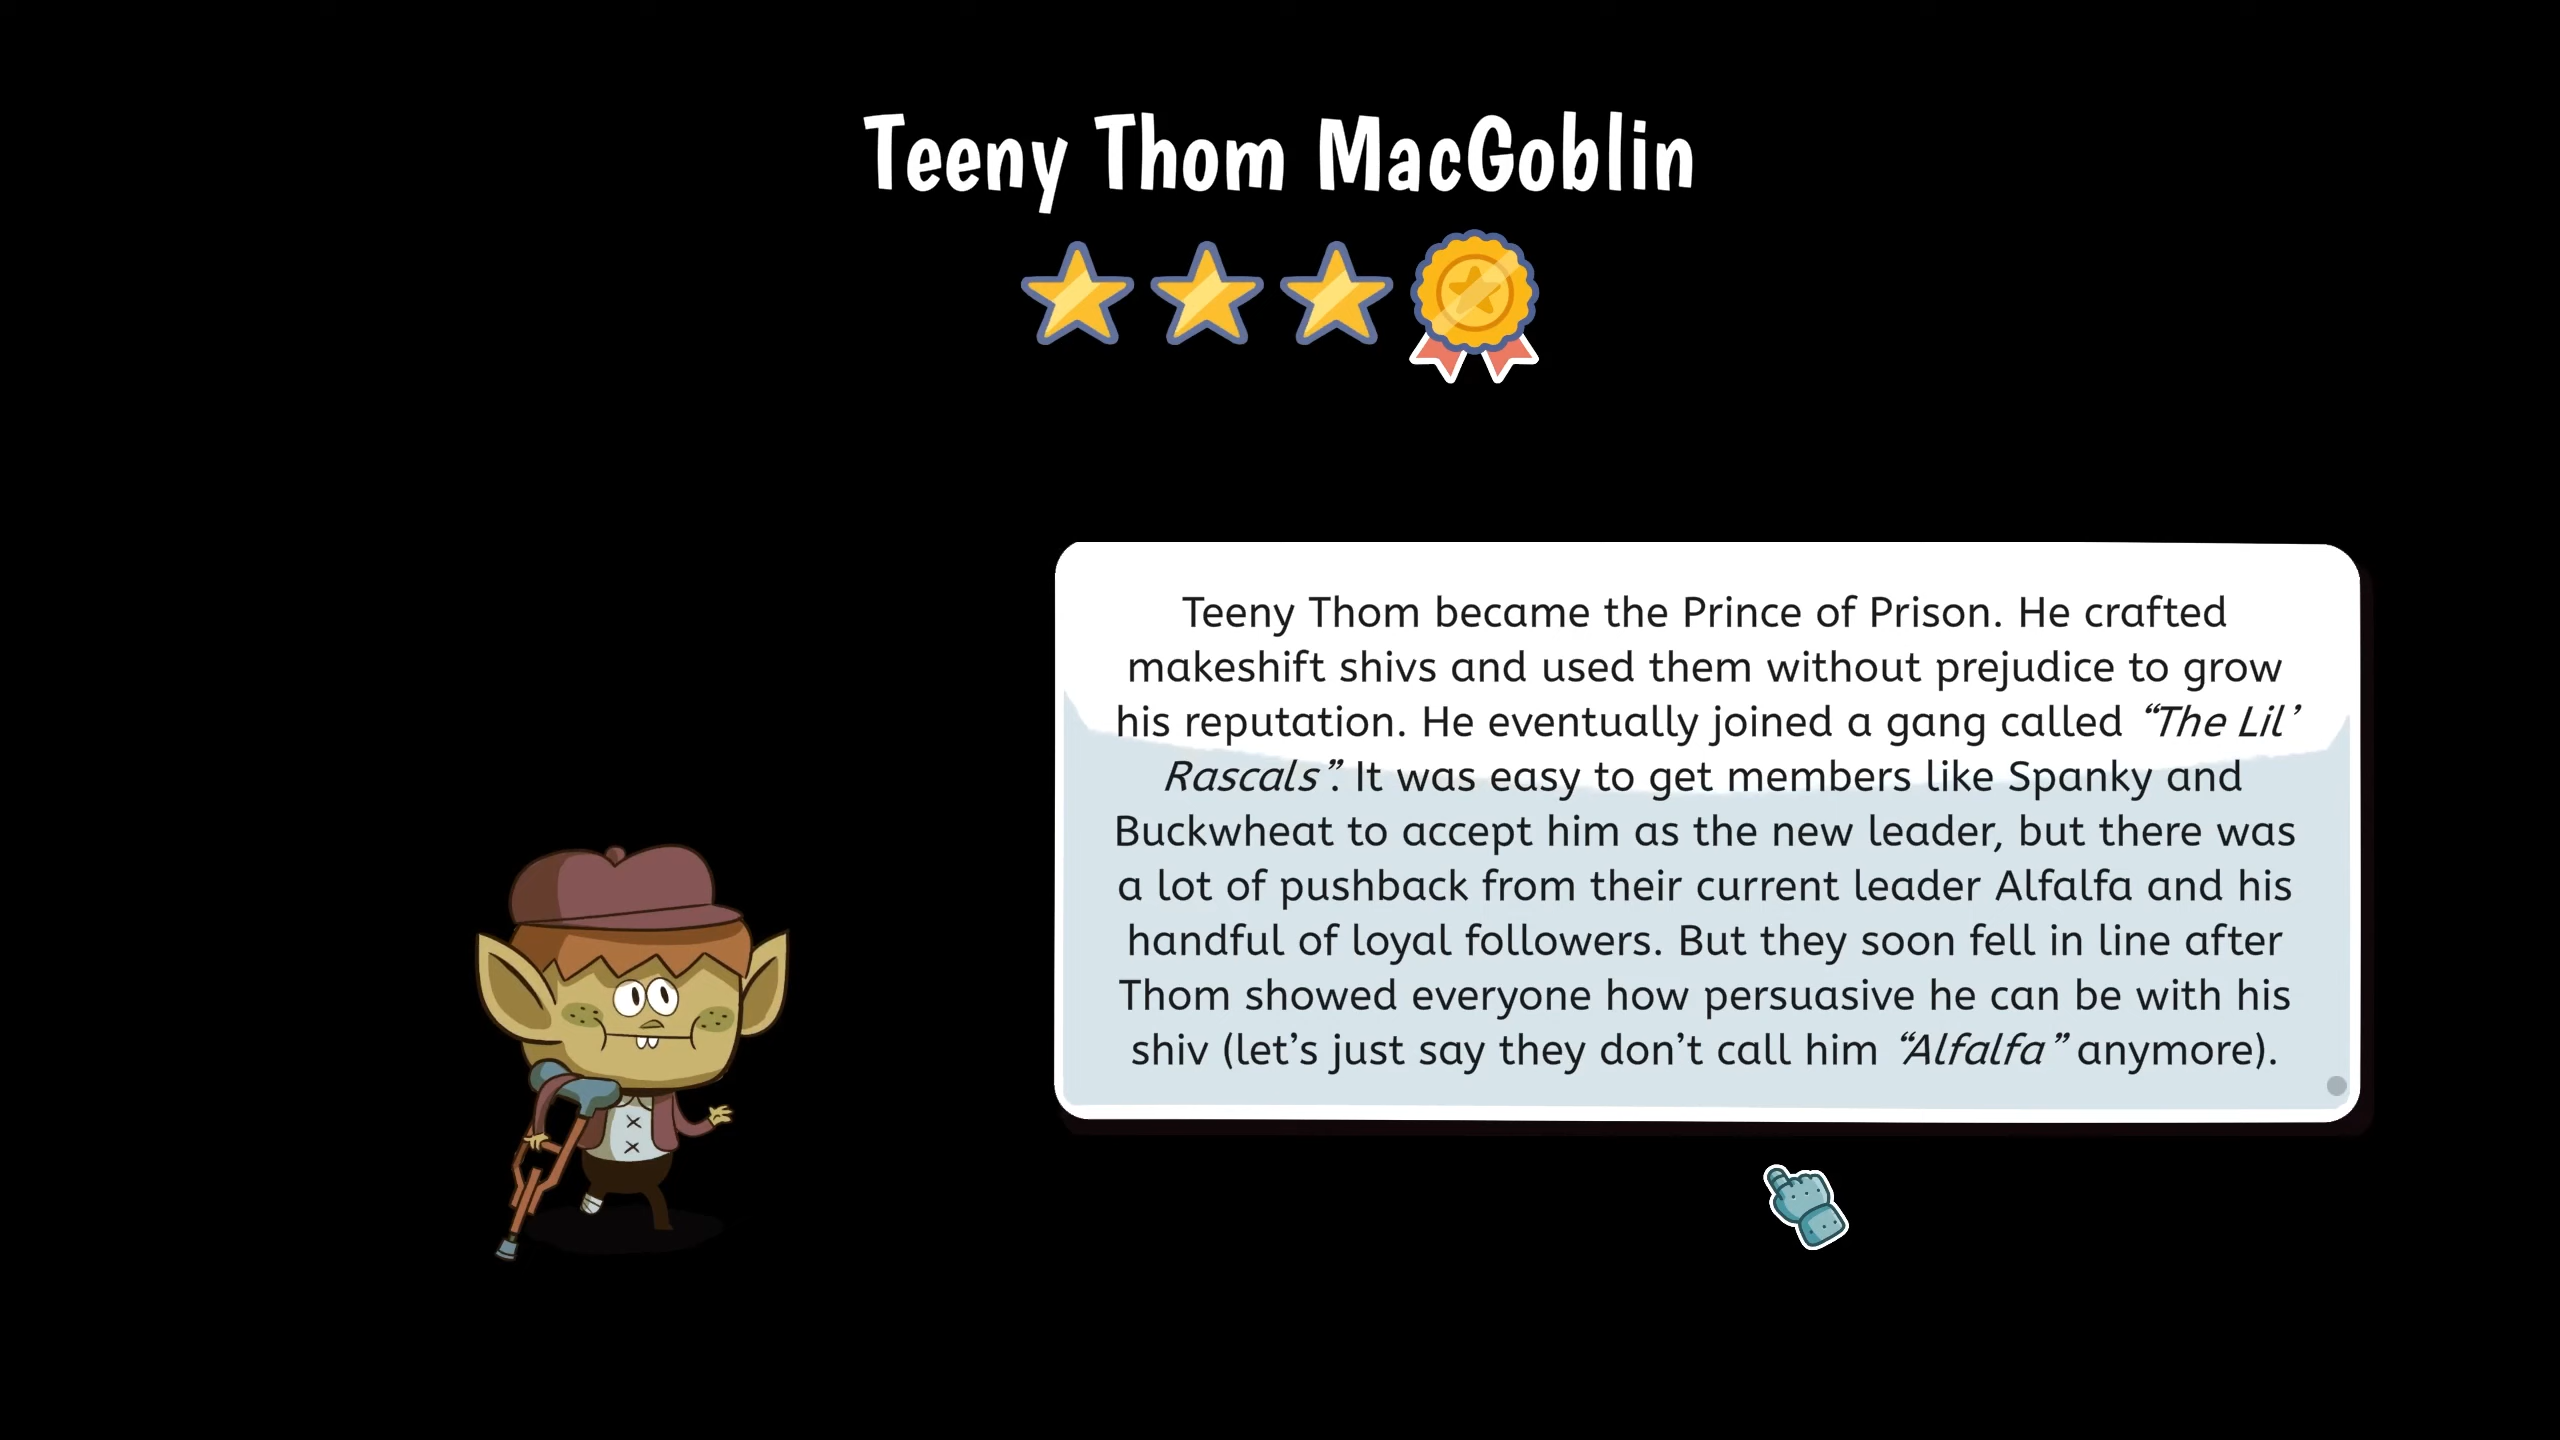 Teeny Thom MacGoblin
Teeny Thom became the Prince of Prison. He crafted
makeshift shivs and used them without prejudice to grow
his reputation. He eventually joined a gang called “The Lil’
Rascals”. It was easy to get members like Spanky and
Buckwheat to accept him as the new leader, but there was
a lot of pushback from their current leader Alfalfa and his
handful of loyal followers. But they soon fell in line after
Thom showed everyone how persuasive he can be with his
shiv (let’s just say they don’t call him “Alfalfa” anymore).